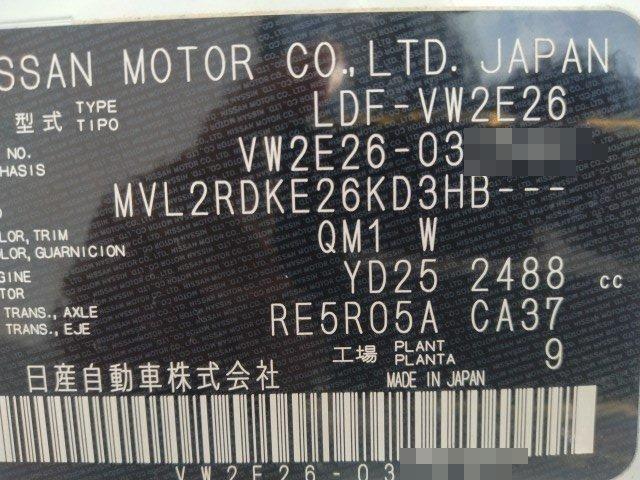 SSAN MOTOR CO.,LTD. JAPAN
型式 TYPE TIPO LDF-VW2E26
NO. HASIS VW2E26-03
MVL2RDKE26KD3HB---
LOR, TRIM QM1 W
LOR, GUARNICION
GINE YD25 2488 cc
TOR
TRANS., AXLE RE5R05A CA37
TRANS., EJE
工場 PLANT PLANTA 9
日産自動車株式会社 MADE IN JAPAN
VW2E26-03